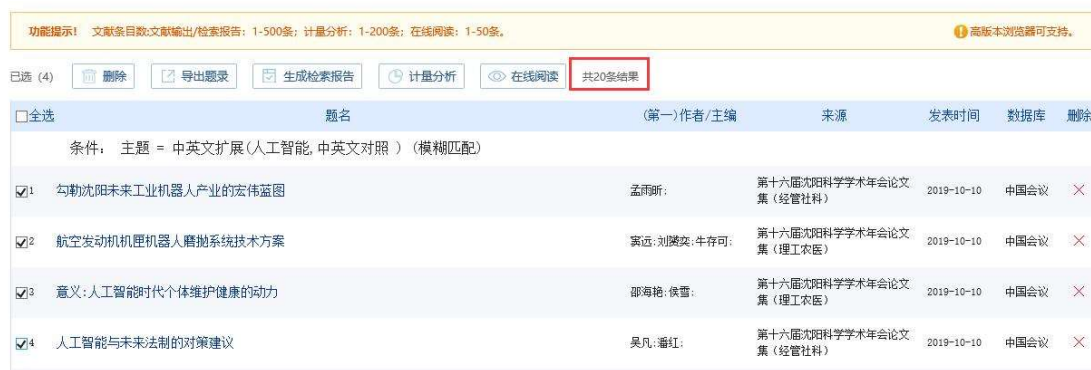 功能提示! 文献条目数:文献输出/检索报告：1-500条；计量分析：1-200条；在线阅读：1-50条。 高版本浏览器可支持。
已选 (4) 删除 导出题录 生成检索报告 计量分析 在线阅读 共20条结果
全选 题名 (第一)作者/主编 来源 发表时间 数据库 删除
条件： 主题 = 中英文扩展(人工智能,中英文对照 ) (模糊匹配)
1 勾勒沈阳未来工业机器人产业的宏伟蓝图 孟雨昕; 第十六届沈阳科学学术年会论文 2019-10-10 中国会议
集（经管社科）
2 航空发动机机匣机器人磨抛系统技术方案 寞远;刘赟奕;牛存可; 第十六届沈阳科学学术年会论文 2019-10-10 中国会议
集（理工农医）
3 意义:人工智能时代个体维护健康的动力 邵海艳;侯雪; 第十六届沈阳科学学术年会论文 2019-10-10 中国会议
集（理工农医）
4 人工智能与未来法制的对策建议 吴凡;潘红; 第十六届沈阳科学学术年会论文 2019-10-10 中国会议
集（经管社科）